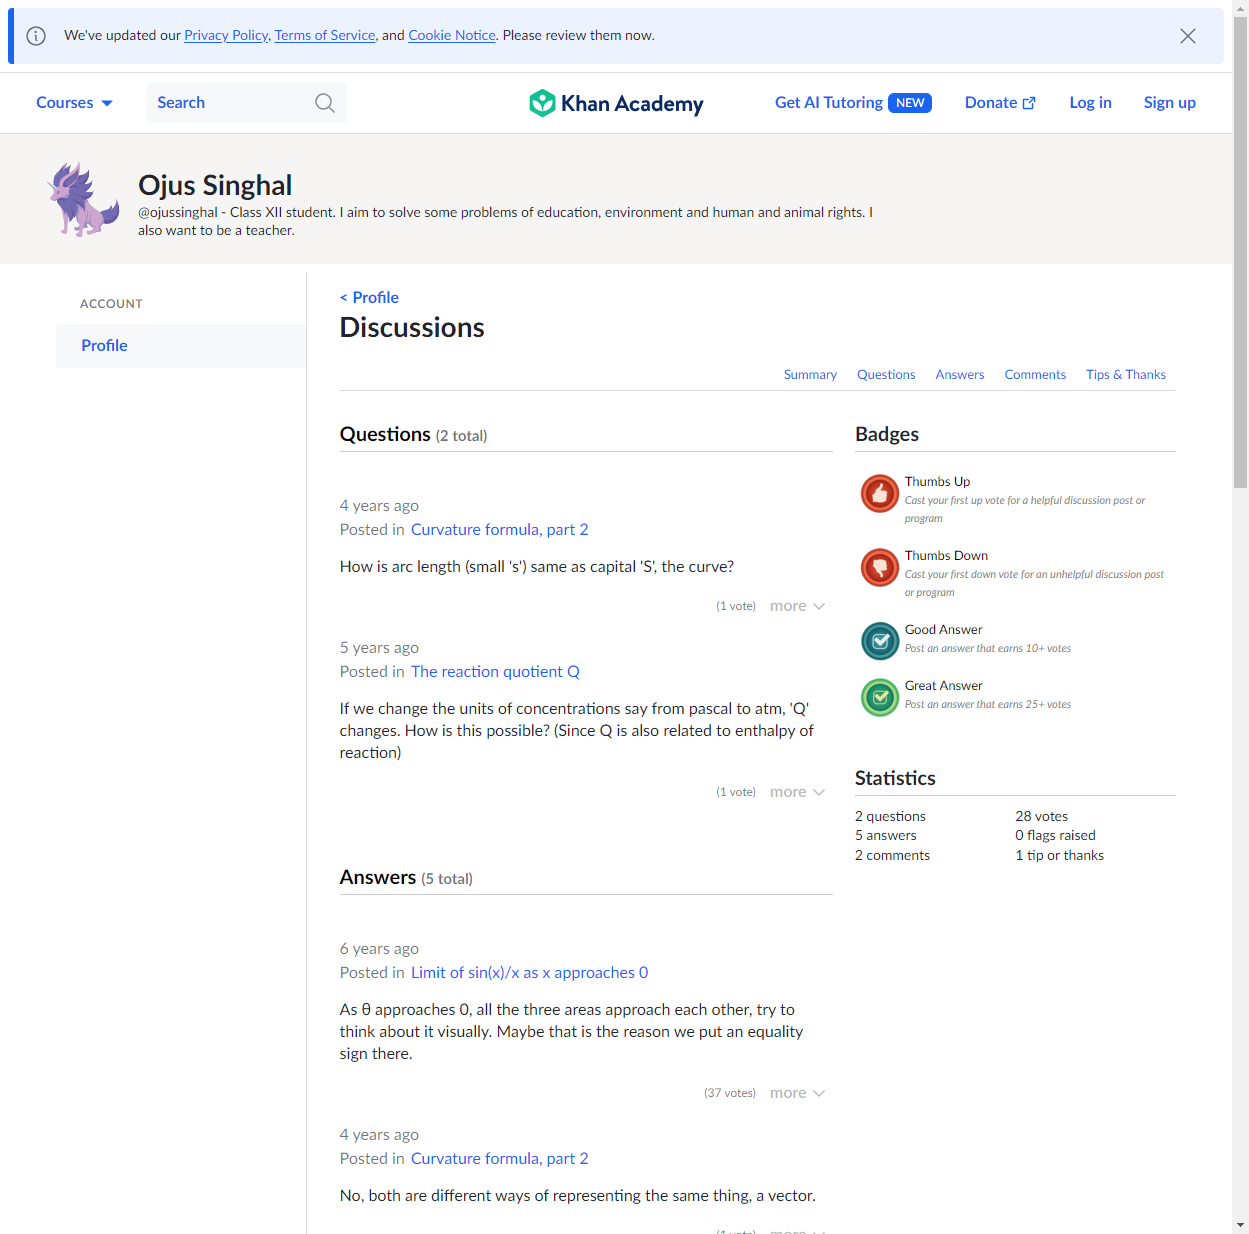 We've updated our Privacy Policy, Terms of Service, and Cookie Notice. Please review them now.
Courses
Search
Khan Academy
Get AI Tutoring NEW
Donate
Log in
Sign up
Ojus Singhal
@ojussinghal - Class XII student. I aim to solve some problems of education, environment and human and animal rights. I
also want to be a teacher.
ACCOUNT
Profile
< Profile
Discussions
Summary
Questions
Answers
Comments
Tips & Thanks
Questions (2 total)
4 years ago
Posted in Curvature formula, part 2
How is arc length (small 's') same as capital 'S', the curve?
(1 vote) more
5 years ago
Posted in The reaction quotient Q
If we change the units of concentrations say from pascal to atm, 'Q'
changes. How is this possible? (Since Q is also related to enthalpy of
reaction)
(1 vote) more
Answers (5 total)
6 years ago
Posted in Limit of sin(x)/x as x approaches 0
As θ approaches 0, all the three areas approach each other, try to
think about it visually. Maybe that is the reason we put an equality
sign there.
(37 votes) more
4 years ago
Posted in Curvature formula, part 2
No, both are different ways of representing the same thing, a vector.
(1 vote) more
Badges
Thumbs Up
Cast your first up vote for a helpful discussion post or
program
Thumbs Down
Cast your first down vote for an unhelpful discussion post
or program
Good Answer
Post an answer that earns 10+ votes
Great Answer
Post an answer that earns 25+ votes
Statistics
2 questions
28 votes
5 answers
0 flags raised
2 comments
1 tip or thanks